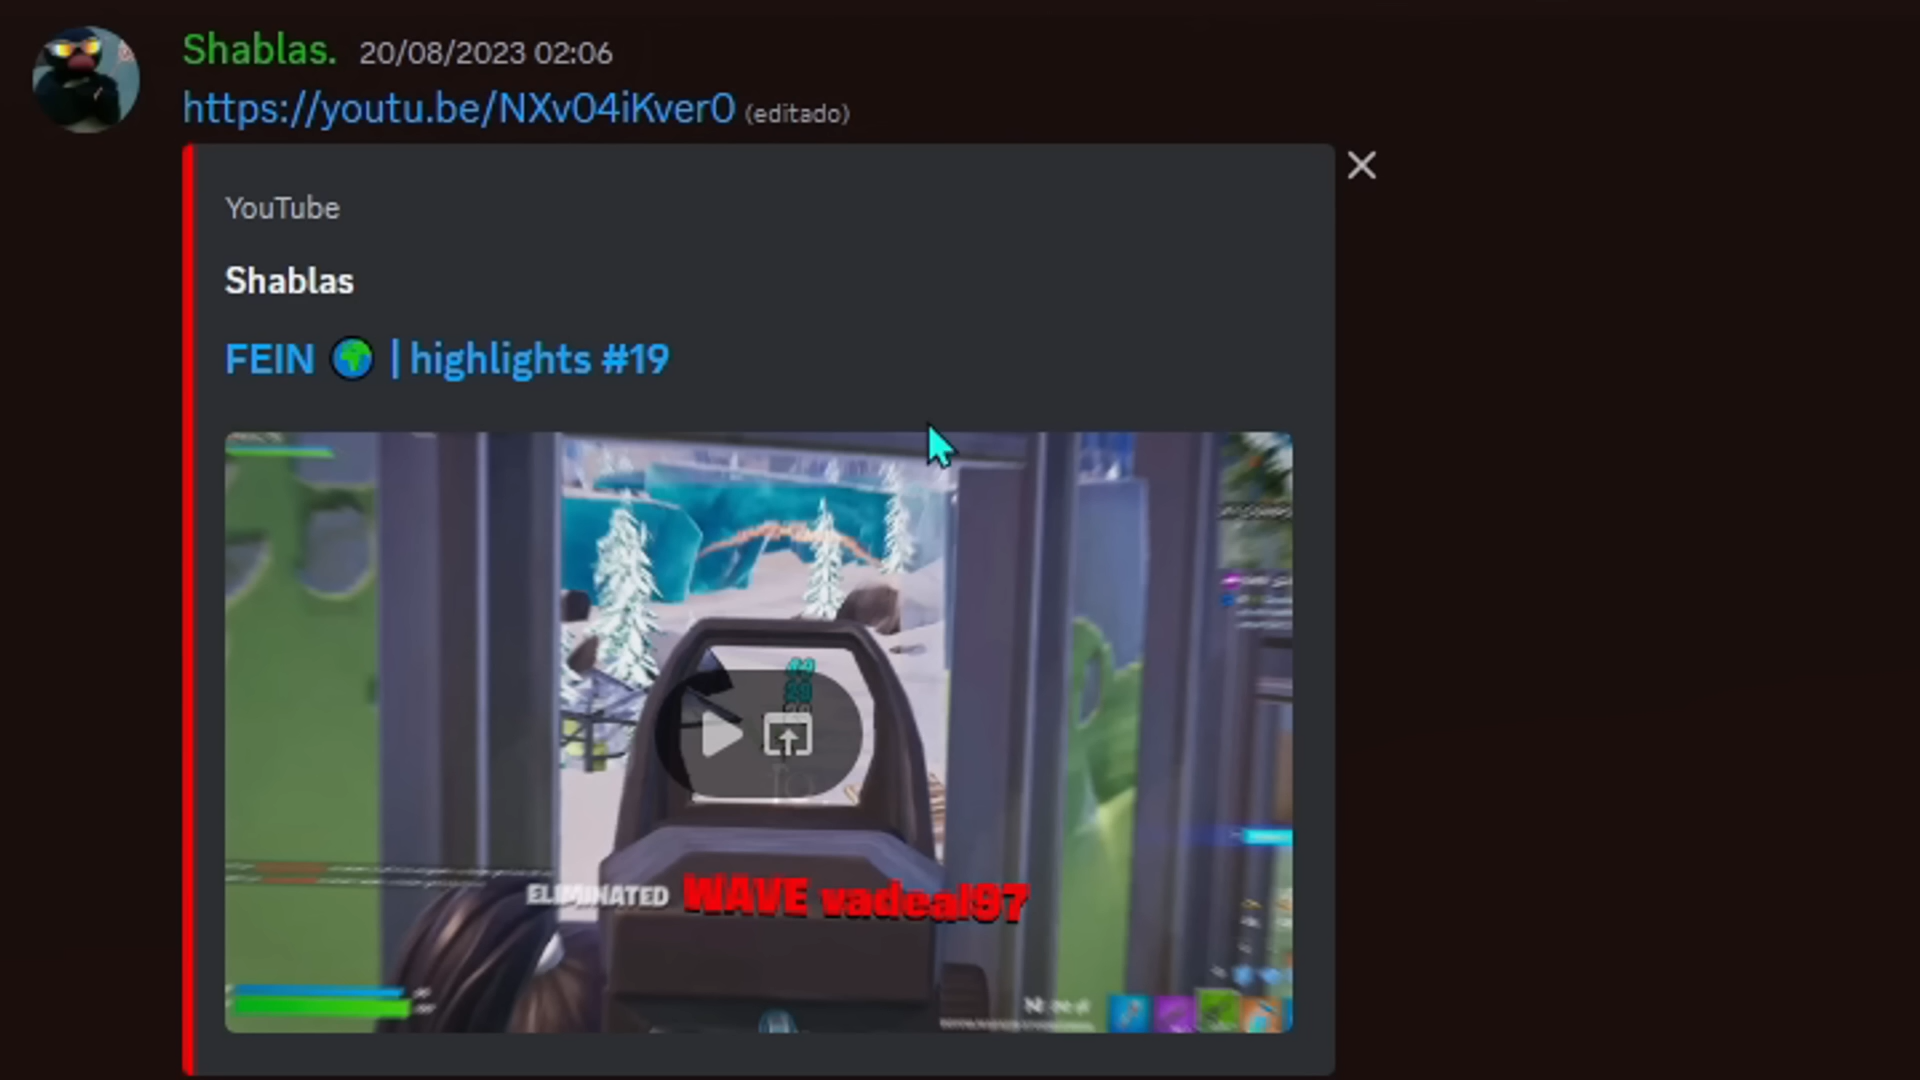 Shablas. 20/08/2023 02:06
https://youtu.be/NXv04iKver0 (editado)
YouTube
Shablas
FEIN 🌍 | highlights #19
ELIMINATED WAVE vadeal97